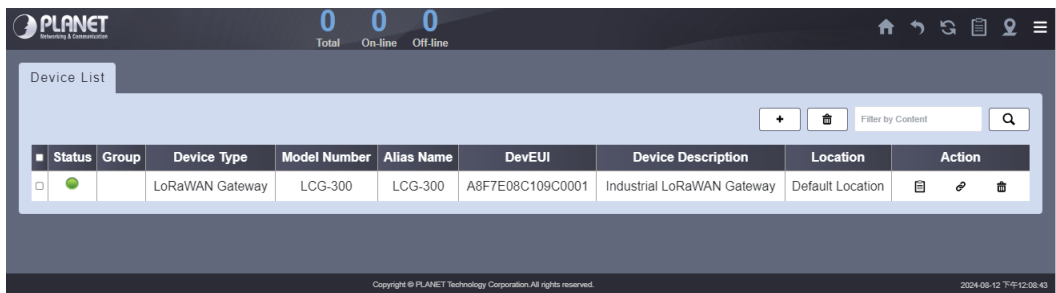 PLANET
Networking & Communication
0 0 0
Total On-line Off-line
Device List
+ Filter by Content
Status Group Device Type Model Number Alias Name DevEUI Device Description Location Action
LoRaWAN Gateway LCG-300 LCG-300 A8F7E08C109C0001 Industrial LoRaWAN Gateway Default Location
Copyright © PLANET Technology Corporation.All rights reserved. 2024-08-12 下午12:08:43